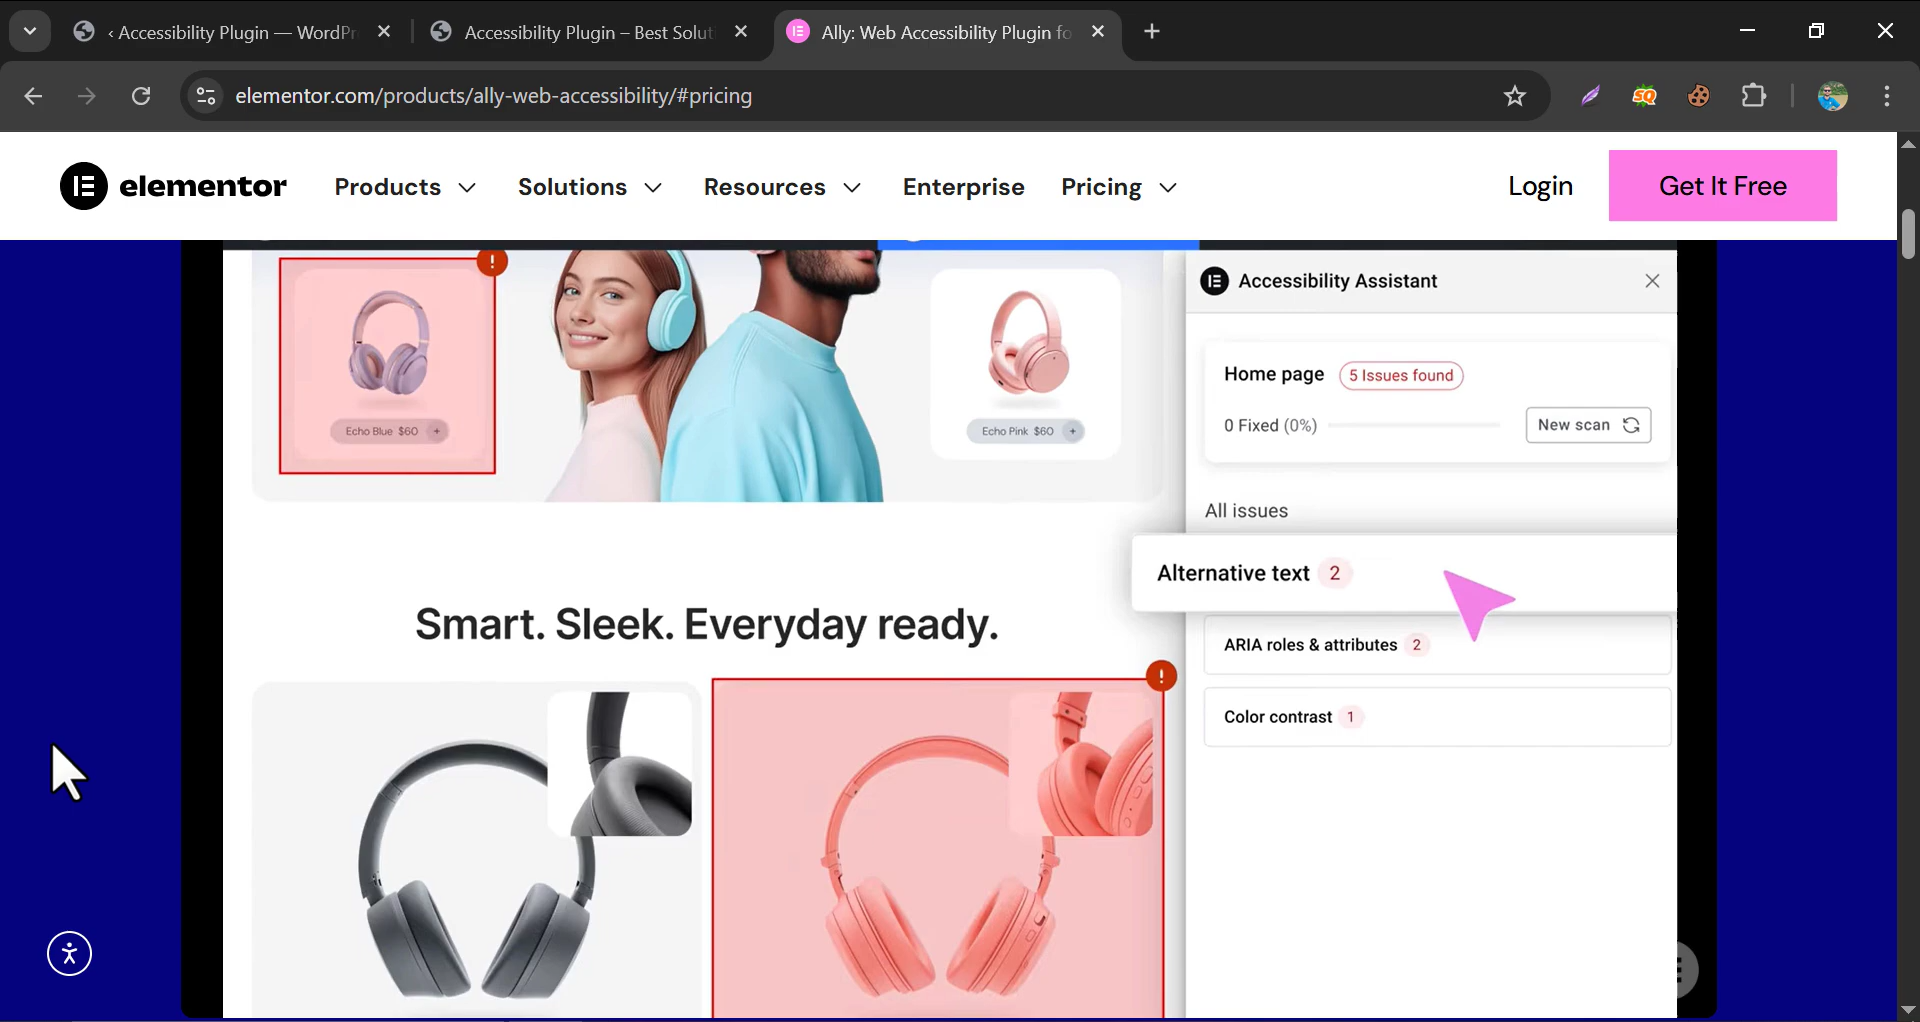 ‹ Accessibility Plugin — WordPr
Accessibility Plugin – Best Solut
Ally: Web Accessibility Plugin fo
elementor.com/products/ally-web-accessibility/#pricing
SQ
elementor
Products
Solutions
Resources
Enterprise
Pricing
Login
Get It Free
Echo Blue $60 +
Echo Pink $60 +
Accessibility Assistant
Home page
5 Issues found
0 Fixed (0%)
New scan
All issues
Alternative text 2
ARIA roles & attributes 2
Color contrast 1
Smart. Sleek. Everyday ready.